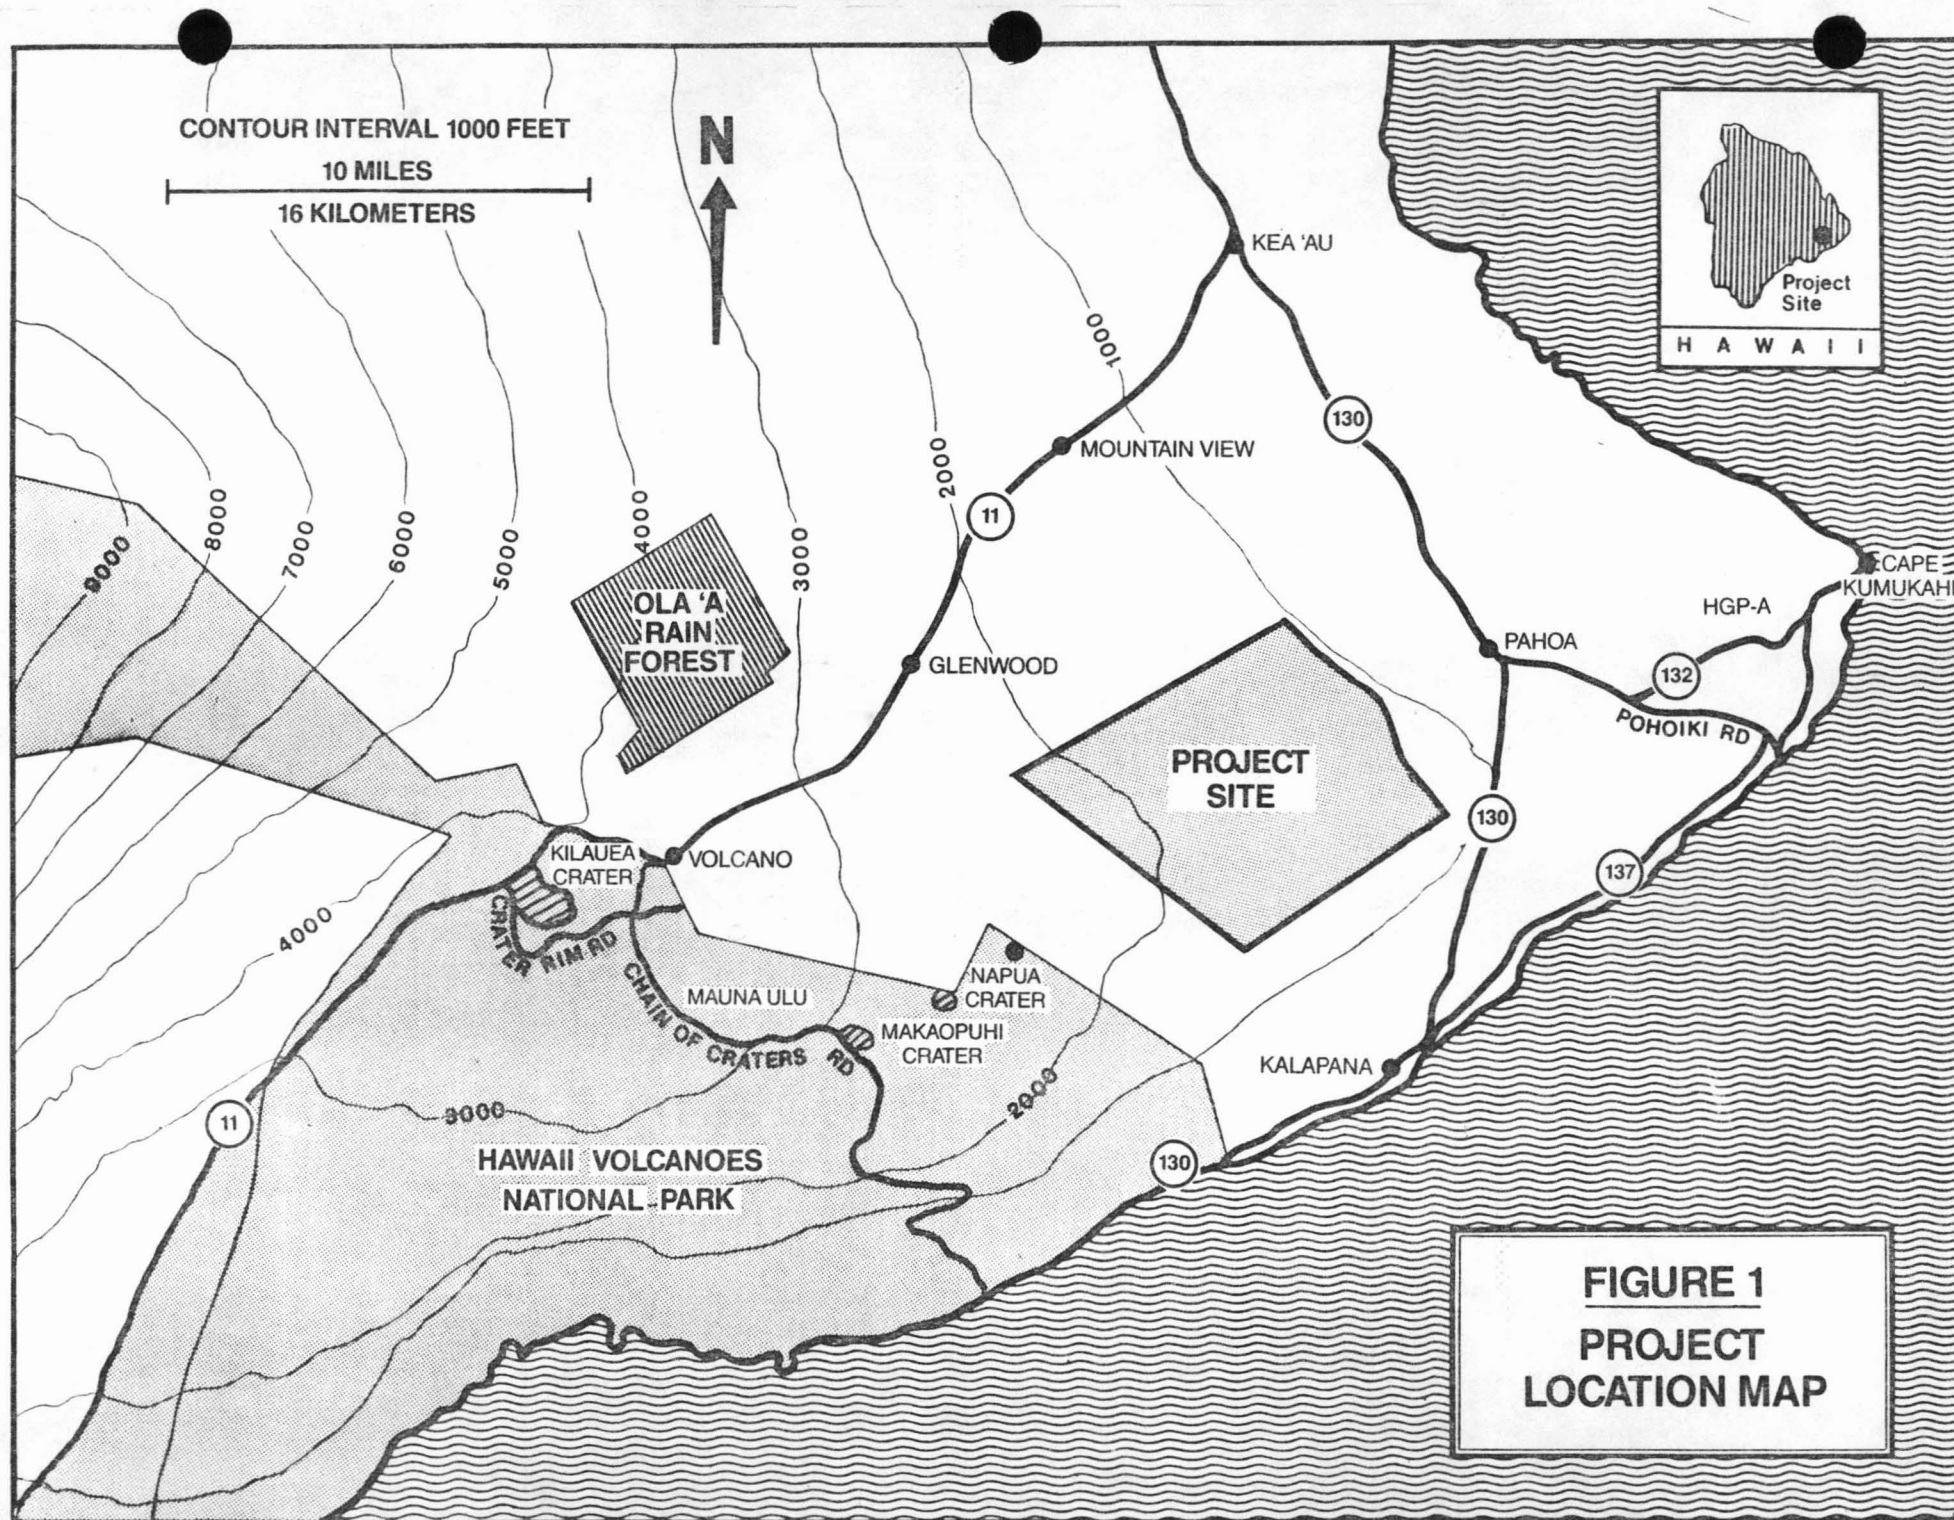 CONTOUR INTERVAL 1000 FEET
10 MILES
16 KILOMETERS
N
KEA 'AU
Project
Site
HAWAII
1000
130
MOUNTAIN VIEW
2000
11
9000
8000
7000
6000
5000
4000
3000
OLA 'A
RAIN
FOREST
GLENWOOD
CAPE
KUMUKAHI
HGP-A
PAHOA
132
POHOIKI RD
PROJECT
SITE
130
137
KILAUEA
CRATER
VOLCANO
4000
CRATER RIM RD
CHAIN OF CRATERS RD
MAUNA ULU
NAPUA
CRATER
MAKAOPUHI
CRATER
KALAPANA
2000
3000
11
HAWAII VOLCANOES
NATIONAL PARK
130
FIGURE 1
PROJECT
LOCATION MAP